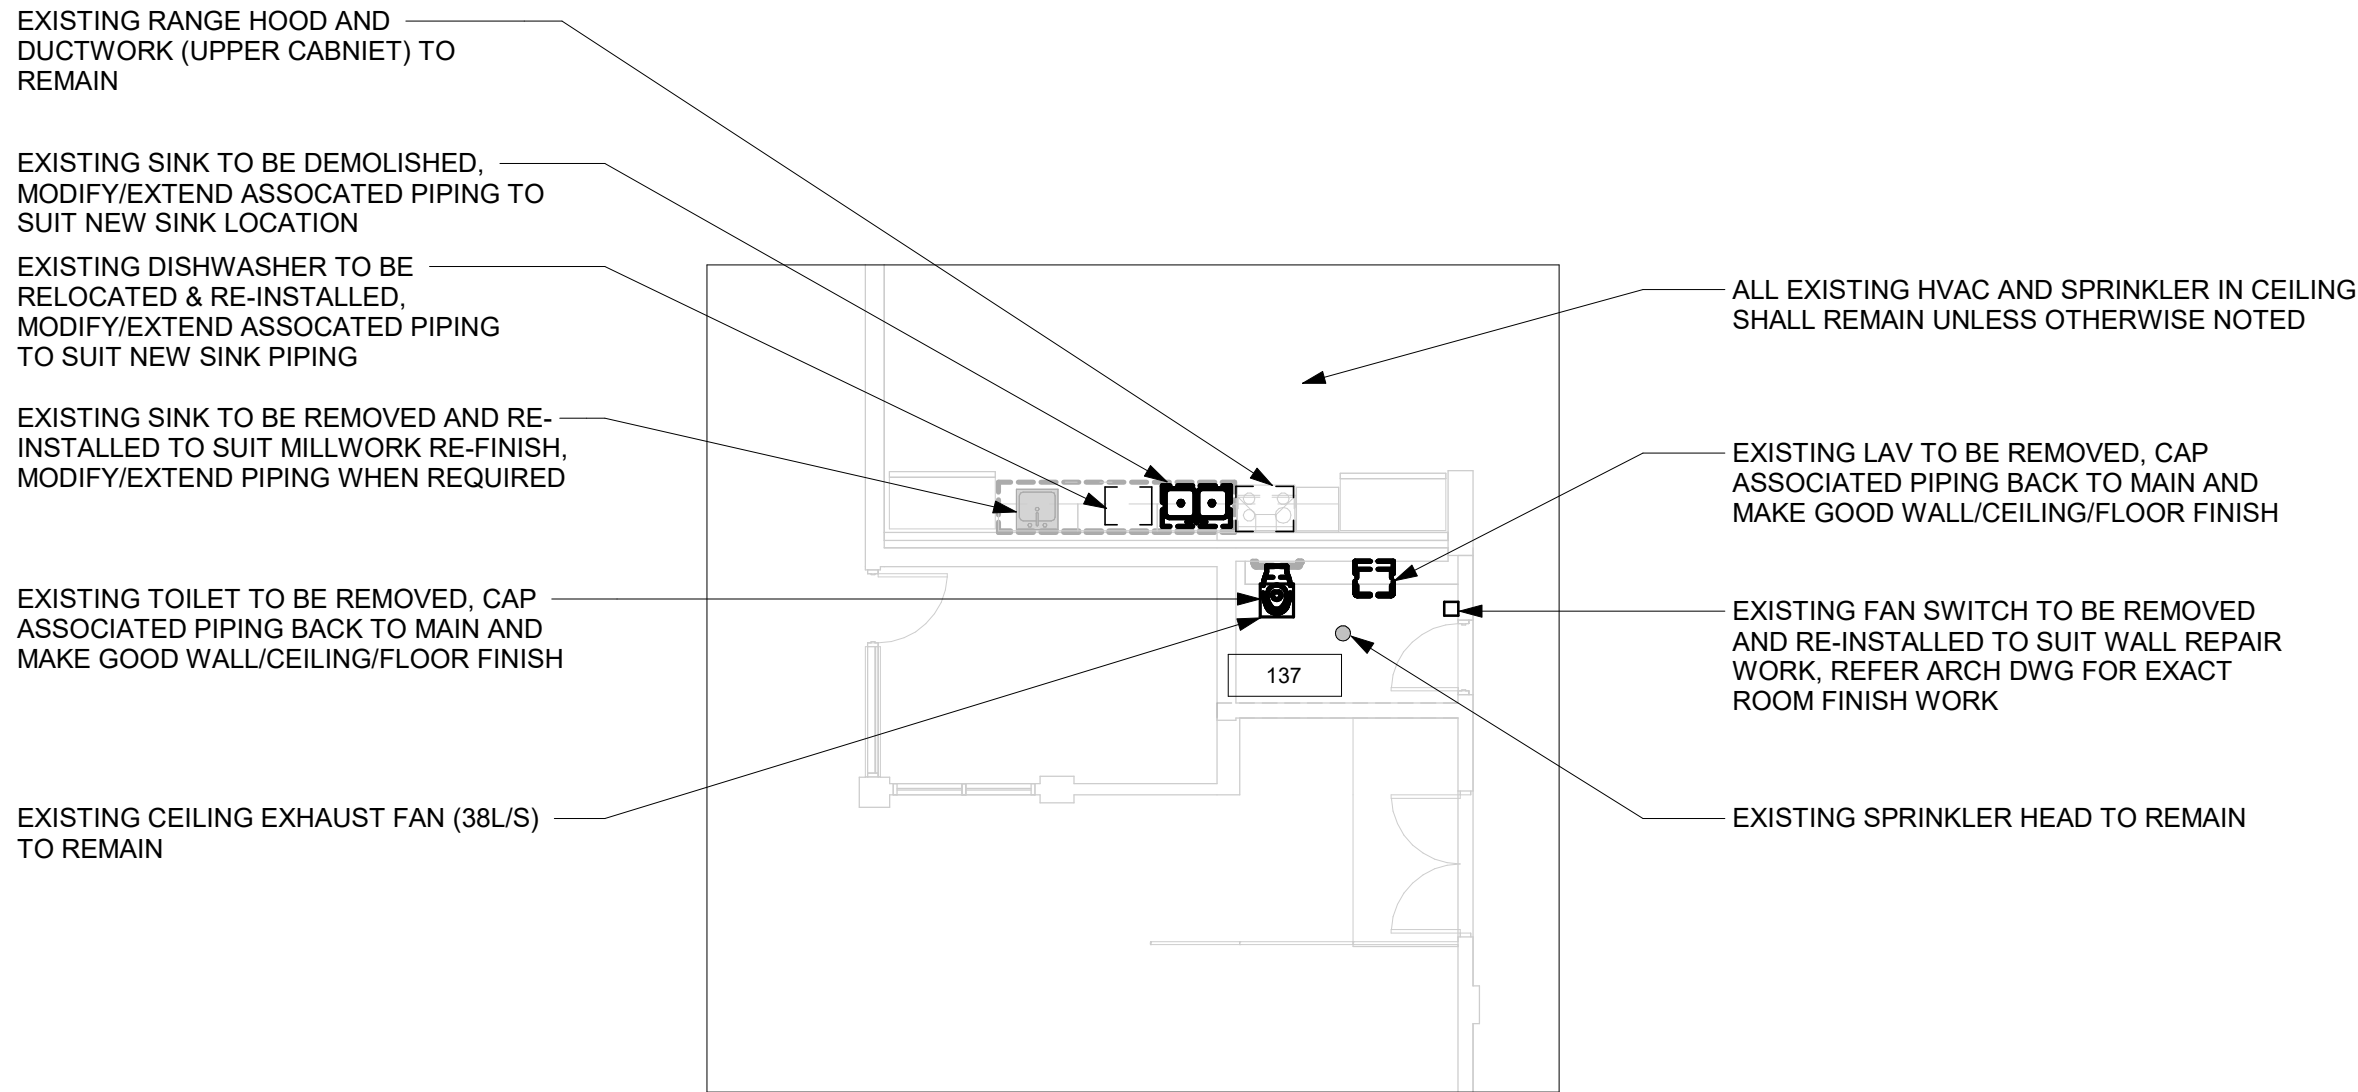 EXISTING RANGE HOOD AND
DUCTWORK (UPPER CABNIET) TO
REMAIN
EXISTING SINK TO BE DEMOLISHED,
MODIFY/EXTEND ASSOCATED PIPING TO
SUIT NEW SINK LOCATION
EXISTING DISHWASHER TO BE
RELOCATED & RE-INSTALLED,
MODIFY/EXTEND ASSOCATED PIPING
TO SUIT NEW SINK PIPING
EXISTING SINK TO BE REMOVED AND RE-
INSTALLED TO SUIT MILLWORK RE-FINISH,
MODIFY/EXTEND PIPING WHEN REQUIRED
EXISTING TOILET TO BE REMOVED, CAP
ASSOCIATED PIPING BACK TO MAIN AND
MAKE GOOD WALL/CEILING/FLOOR FINISH
EXISTING CEILING EXHAUST FAN (38L/S)
TO REMAIN
137
ALL EXISTING HVAC AND SPRINKLER IN CEILING
SHALL REMAIN UNLESS OTHERWISE NOTED
EXISTING LAV TO BE REMOVED, CAP
ASSOCIATED PIPING BACK TO MAIN AND
MAKE GOOD WALL/CEILING/FLOOR FINISH
EXISTING FAN SWITCH TO BE REMOVED
AND RE-INSTALLED TO SUIT WALL REPAIR
WORK, REFER ARCH DWG FOR EXACT
ROOM FINISH WORK
EXISTING SPRINKLER HEAD TO REMAIN